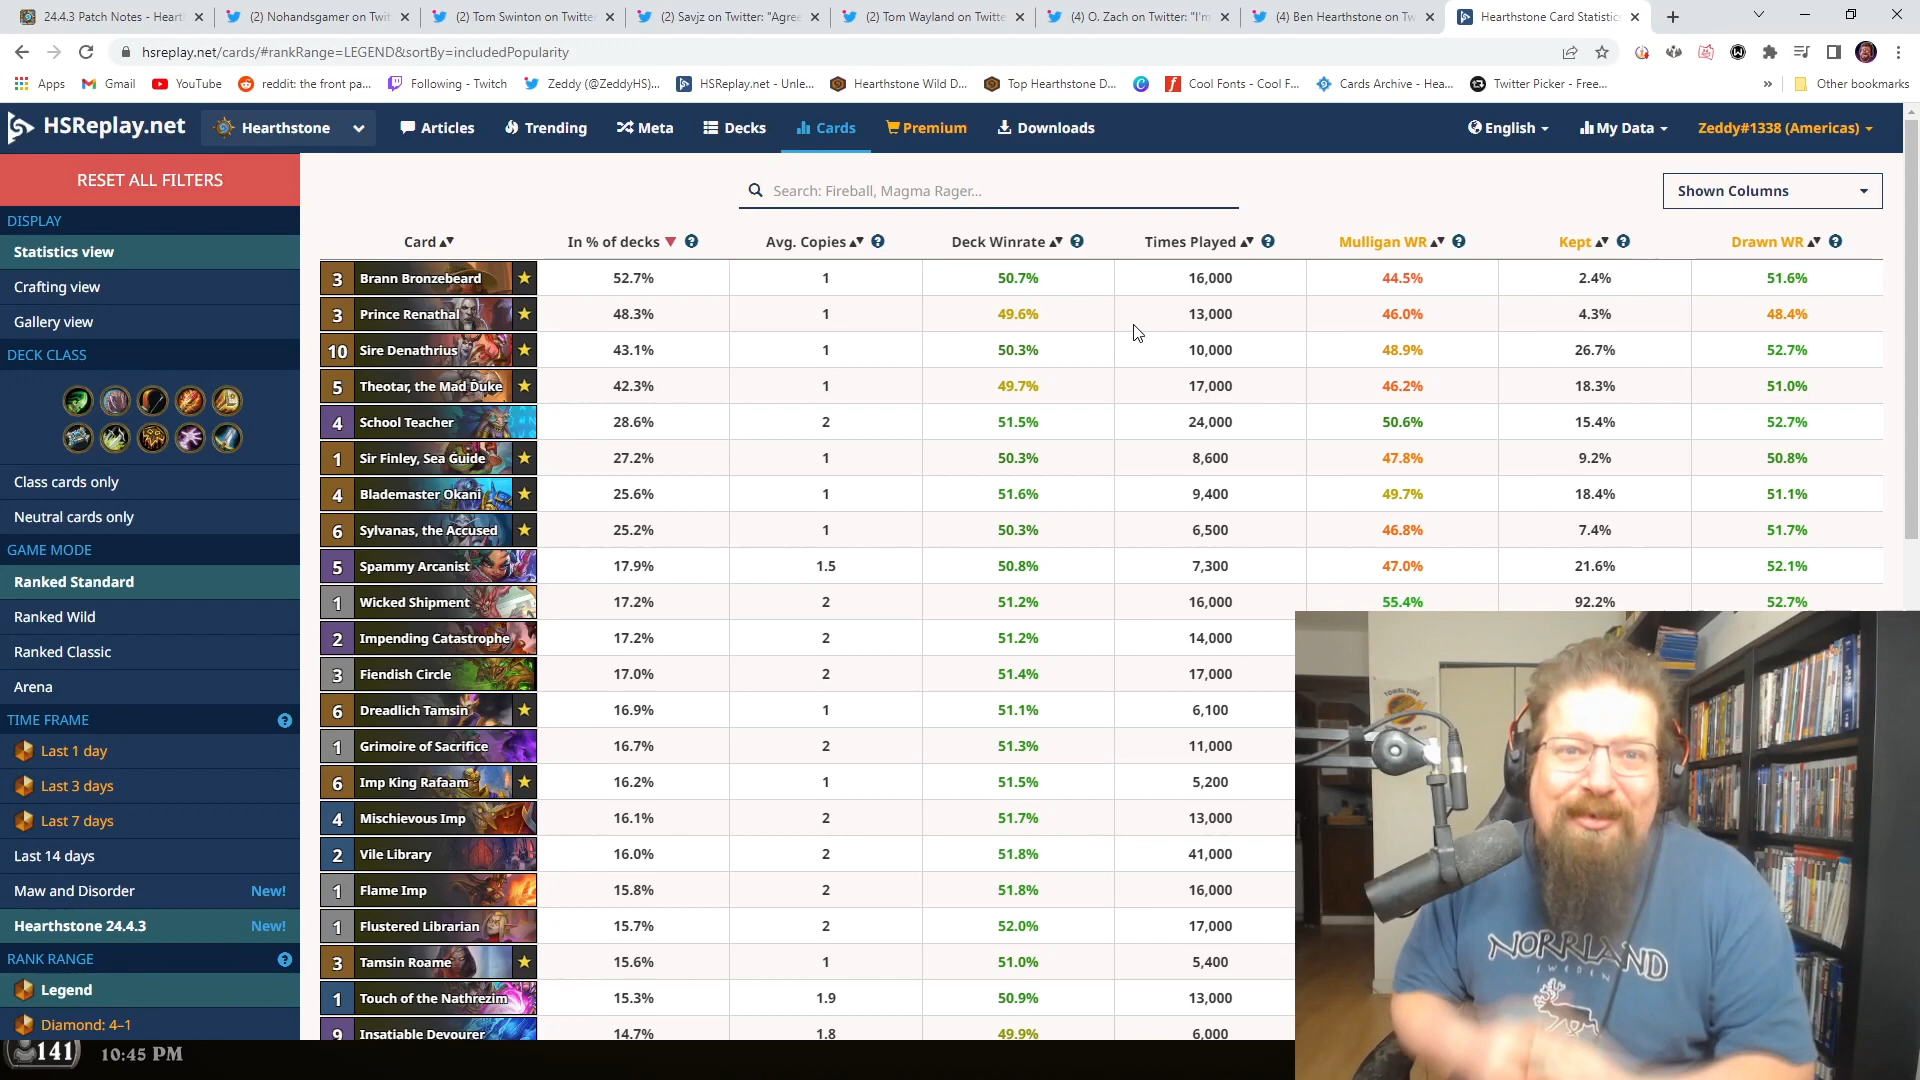 24.4.3 Patch Notes - Heart
(2) Nohandsgamer on Twit
(2) Tom Swinton on Twitter
(2) Savjz on Twitter: "Agree
(2) Tom Wayland on Twitte
(4) O. Zach on Twitter: "I'm
(4) Ben Hearthstone on Tw
Hearthstone Card Statistics
hsreplay.net/cards/#rankRange=LEGEND&sortBy=includedPopularity
Apps Gmail YouTube reddit: the front pa... Following - Twitch Zeddy (@ZeddyHS)... HSReplay.net - Unle... Hearthstone Wild D... Top Hearthstone D... Cool Fonts - Cool F... Cards Archive - Hea... Twitter Picker - Free... » Other bookmarks
HSReplay.net Hearthstone Articles Trending Meta Decks Cards Premium Downloads English My Data Zeddy#1338 (Americas)
RESET ALL FILTERS
DISPLAY
Statistics view
Crafting view
Gallery view
DECK CLASS
Class cards only
Neutral cards only
GAME MODE
Ranked Standard
Ranked Wild
Ranked Classic
Arena
TIME FRAME ?
Last 1 day
Last 3 days
Last 7 days
Last 14 days
Maw and Disorder New!
Hearthstone 24.4.3 New!
RANK RANGE ?
Legend
Diamond: 4–1
141 10:45 PM
Search: Fireball, Magma Rager...
Shown Columns
Card In % of decks ? Avg. Copies ? Deck Winrate ? Times Played ? Mulligan WR ? Kept ? Drawn WR ?
3 Brann Bronzebeard 52.7% 1 50.7% 16,000 44.5% 2.4% 51.6%
3 Prince Renathal 48.3% 1 49.6% 13,000 46.0% 4.3% 48.4%
10 Sire Denathrius 43.1% 1 50.3% 10,000 48.9% 26.7% 52.7%
5 Theotar, the Mad Duke 42.3% 1 49.7% 17,000 46.2% 18.3% 51.0%
4 School Teacher 28.6% 2 51.5% 24,000 50.6% 15.4% 52.7%
1 Sir Finley, Sea Guide 27.2% 1 50.3% 8,600 47.8% 9.2% 50.8%
4 Blademaster Okani 25.6% 1 51.6% 9,400 49.7% 18.4% 51.1%
6 Sylvanas, the Accused 25.2% 1 50.3% 6,500 46.8% 7.4% 51.7%
5 Spammy Arcanist 17.9% 1.5 50.8% 7,300 47.0% 21.6% 52.1%
1 Wicked Shipment 17.2% 2 51.2% 16,000 55.4% 92.2% 52.7%
2 Impending Catastrophe 17.2% 2 51.2% 14,000
3 Fiendish Circle 17.0% 2 51.4% 17,000
6 Dreadlich Tamsin 16.9% 1 51.1% 6,100
1 Grimoire of Sacrifice 16.7% 2 51.3% 11,000
6 Imp King Rafaam 16.2% 1 51.5% 5,200
4 Mischievous Imp 16.1% 2 51.7% 13,000
2 Vile Library 16.0% 2 51.8% 41,000
1 Flame Imp 15.8% 2 51.8% 16,000
1 Flustered Librarian 15.7% 2 52.0% 17,000
3 Tamsin Roame 15.6% 1 51.0% 5,400
1 Touch of the Nathrezim 15.3% 1.9 50.9% 13,000
9 Insatiable Devourer 14.7% 1.8 49.9% 6,000
NORRLAND
SWEDEN